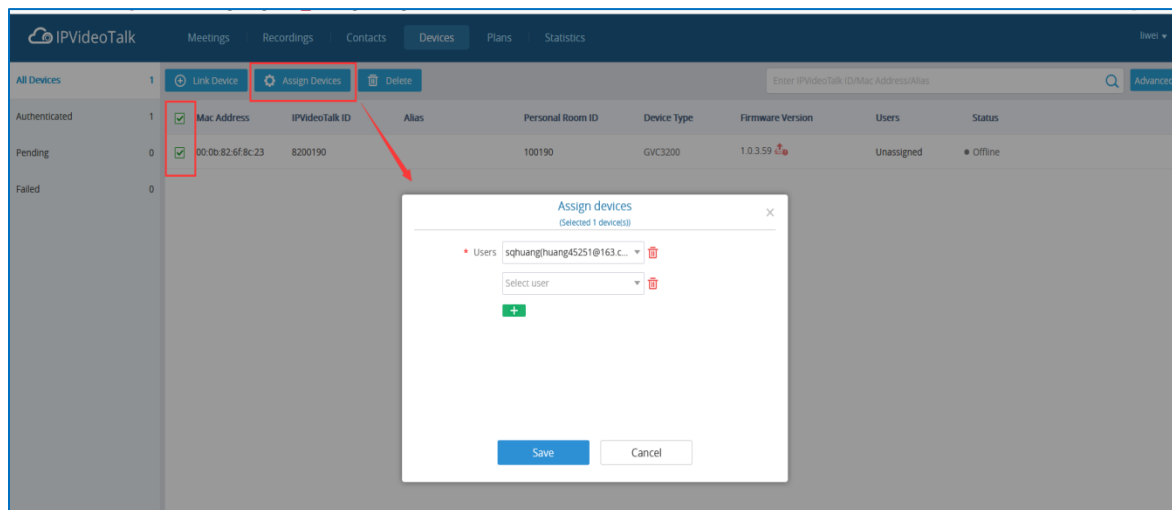 IPVideoTalk Meetings Recordings Contacts Devices Plans Statistics liwei
All Devices 1 Link Device Assign Devices Delete Enter IPVideoTalk ID/Mac Address/Alias Advanced
Authenticated 1 Mac Address IPVideoTalk ID Alias Personal Room ID Device Type Firmware Version Users Status
Pending 0 00:0b:82:6f:8c:23 8200190 100190 GVC3200 1.0.3.59 Unassigned Offline
Failed 0
Assign devices
(Selected 1 device(s))
* Users sqhuang(huang45251@163.c...
Select user
+
Save Cancel